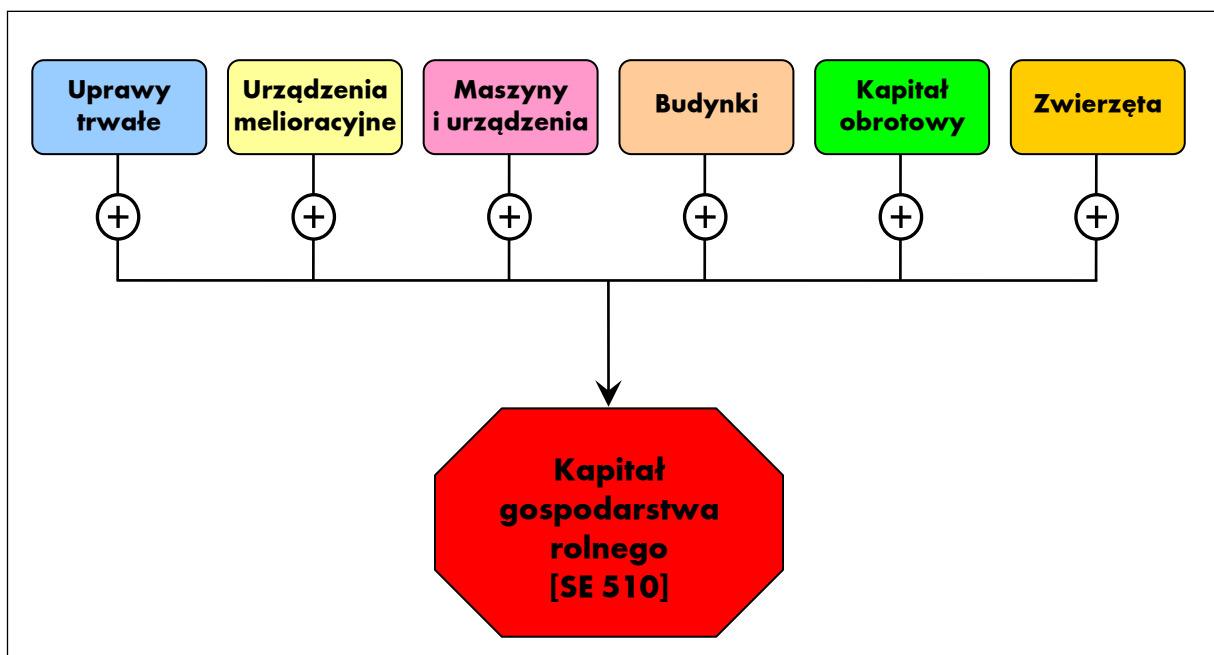 Uprawy
trwałe
Urządzenia
melioracyjne
Maszyny
i urządzenia
Budynki
Kapitał
obrotowy
Zwierzęta
+ + + + + +
Kapitał
gospodarstwa
rolnego
[SE 510]